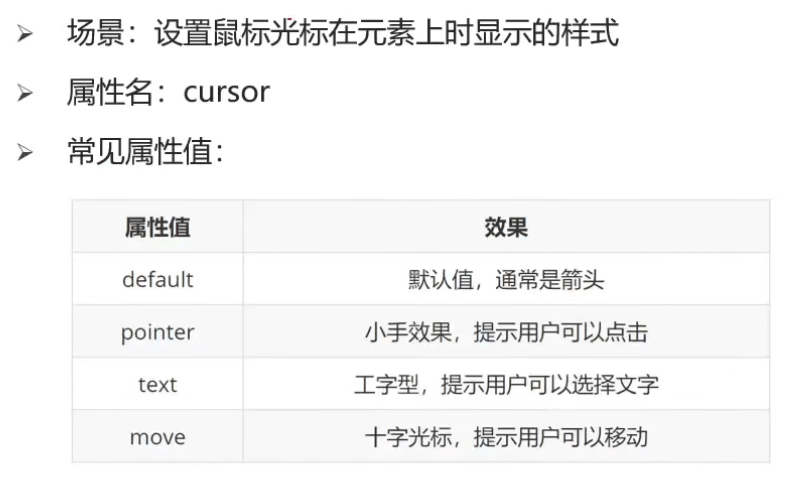 ➢ 场景：设置鼠标光标在元素上时显示的样式
➢ 属性名：cursor
➢ 常见属性值：
属性值 效果
default 默认值，通常是箭头
pointer 小手效果，提示用户可以点击
text 工字型，提示用户可以选择文字
move 十字光标，提示用户可以移动